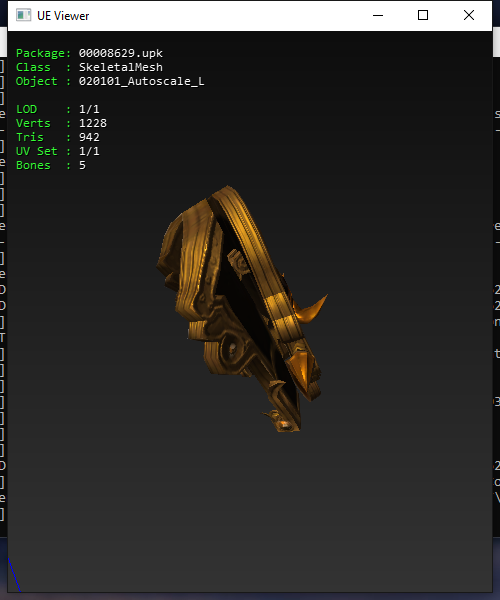 UE Viewer
Package: 00008629.upk
Class : SkeletalMesh
Object : 020101_Autoscale_L
LOD : 1/1
Verts : 1228
Tris : 942
UV Set : 1/1
Bones : 5